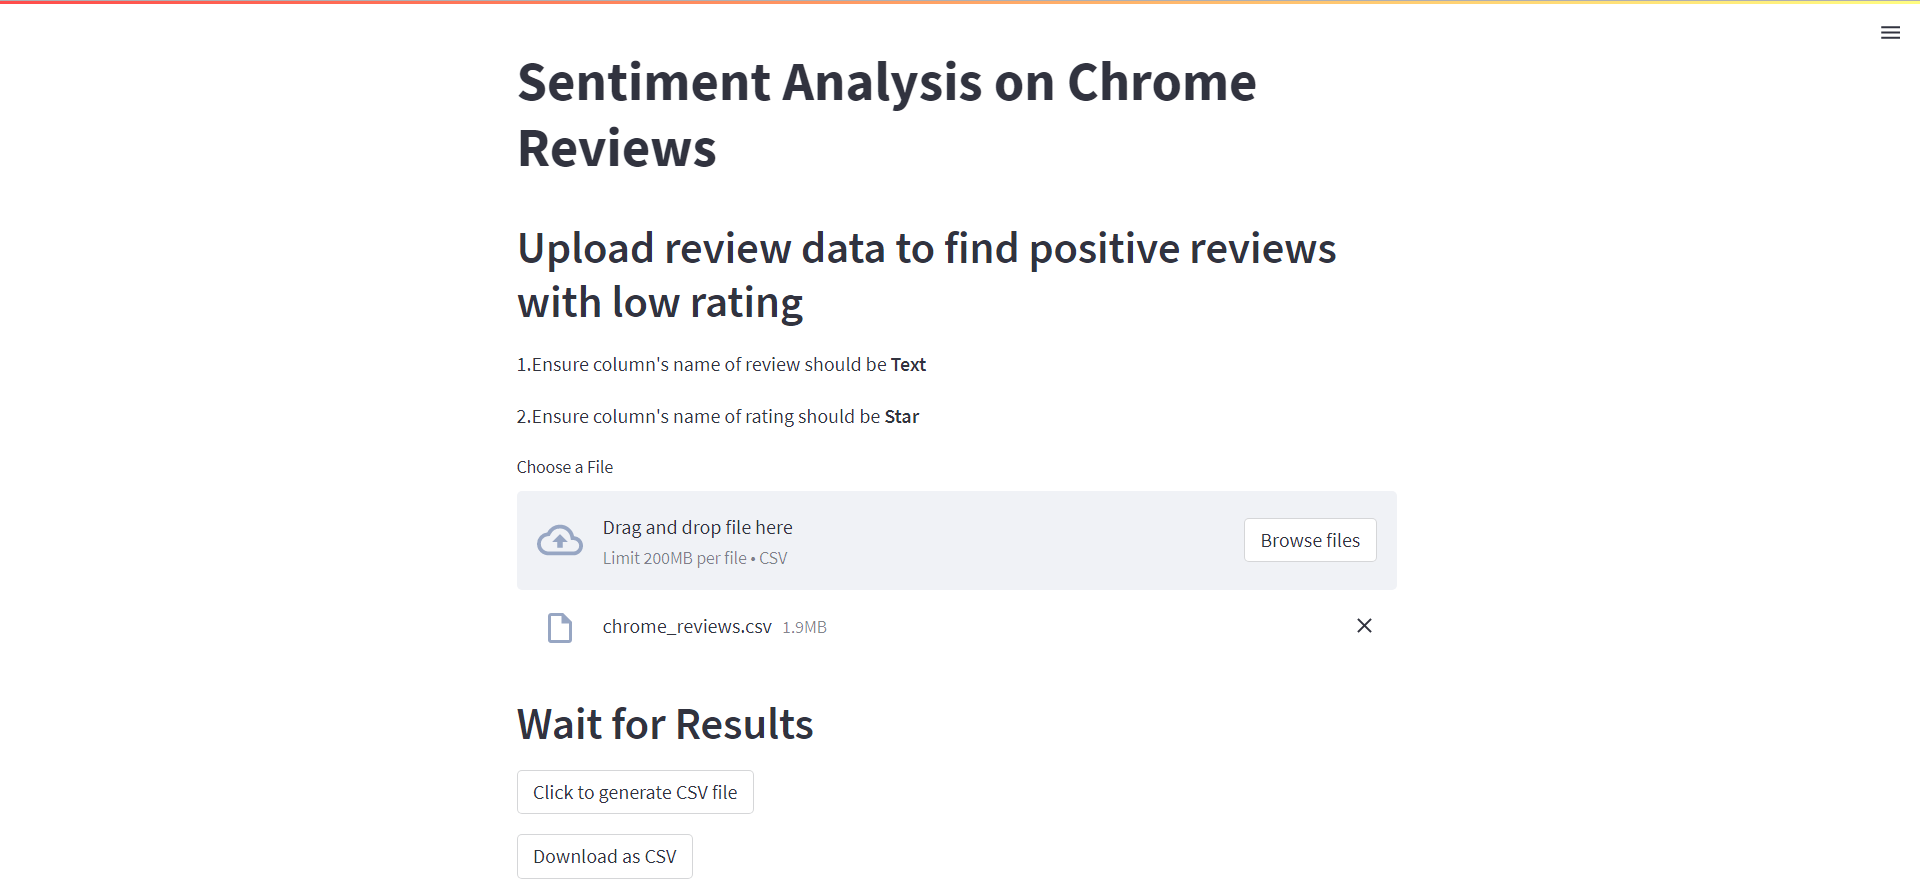 Sentiment Analysis on Chrome
Reviews
Upload review data to find positive reviews
with low rating
1.Ensure column's name of review should be Text
2.Ensure column's name of rating should be Star
Choose a File
Drag and drop file here
Limit 200MB per file • CSV
Browse files
chrome_reviews.csv 1.9MB
Wait for Results
Click to generate CSV file
Download as CSV